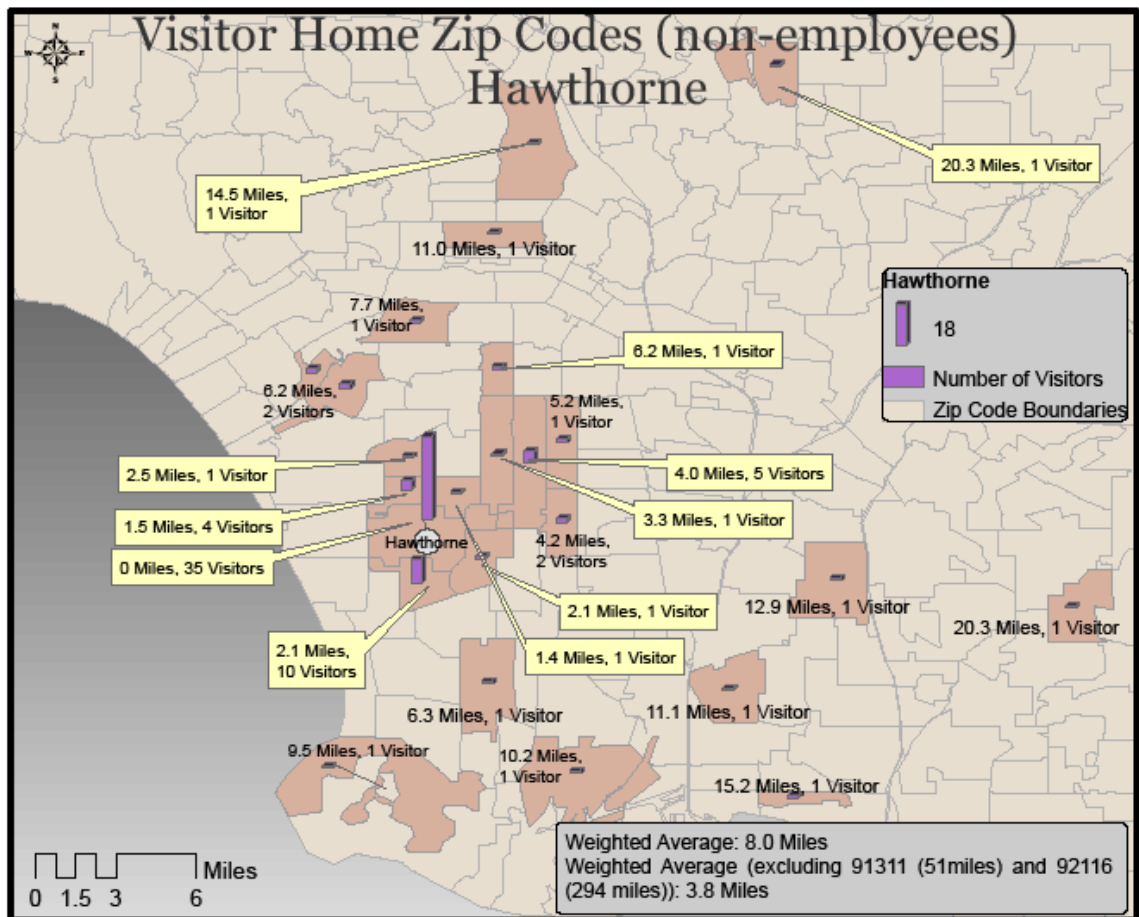 Visitor Home Zip Codes (non-employees)
Hawthorne
N
W
E
S
20.3 Miles, 1 Visitor
14.5 Miles,
1 Visitor
11.0 Miles, 1 Visitor
Hawthorne
18
Number of Visitors
Zip Code Boundaries
7.7 Miles,
1 Visitor
6.2 Miles, 1 Visitor
6.2 Miles,
2 Visitors
5.2 Miles,
1 Visitor
2.5 Miles, 1 Visitor
4.0 Miles, 5 Visitors
1.5 Miles, 4 Visitors
3.3 Miles, 1 Visitor
Hawthorne
4.2 Miles,
2 Visitors
0 Miles, 35 Visitors
2.1 Miles, 1 Visitor
12.9 Miles, 1 Visitor
20.3 Miles, 1 Visitor
2.1 Miles,
10 Visitors
1.4 Miles, 1 Visitor
6.3 Miles, 1 Visitor
11.1 Miles, 1 Visitor
9.5 Miles, 1 Visitor
10.2 Miles,
1 Visitor
15.2 Miles, 1 Visitor
Weighted Average: 8.0 Miles
Weighted Average (excluding 91311 (51miles) and 92116
(294 miles)): 3.8 Miles
Miles
0 1.5 3 6